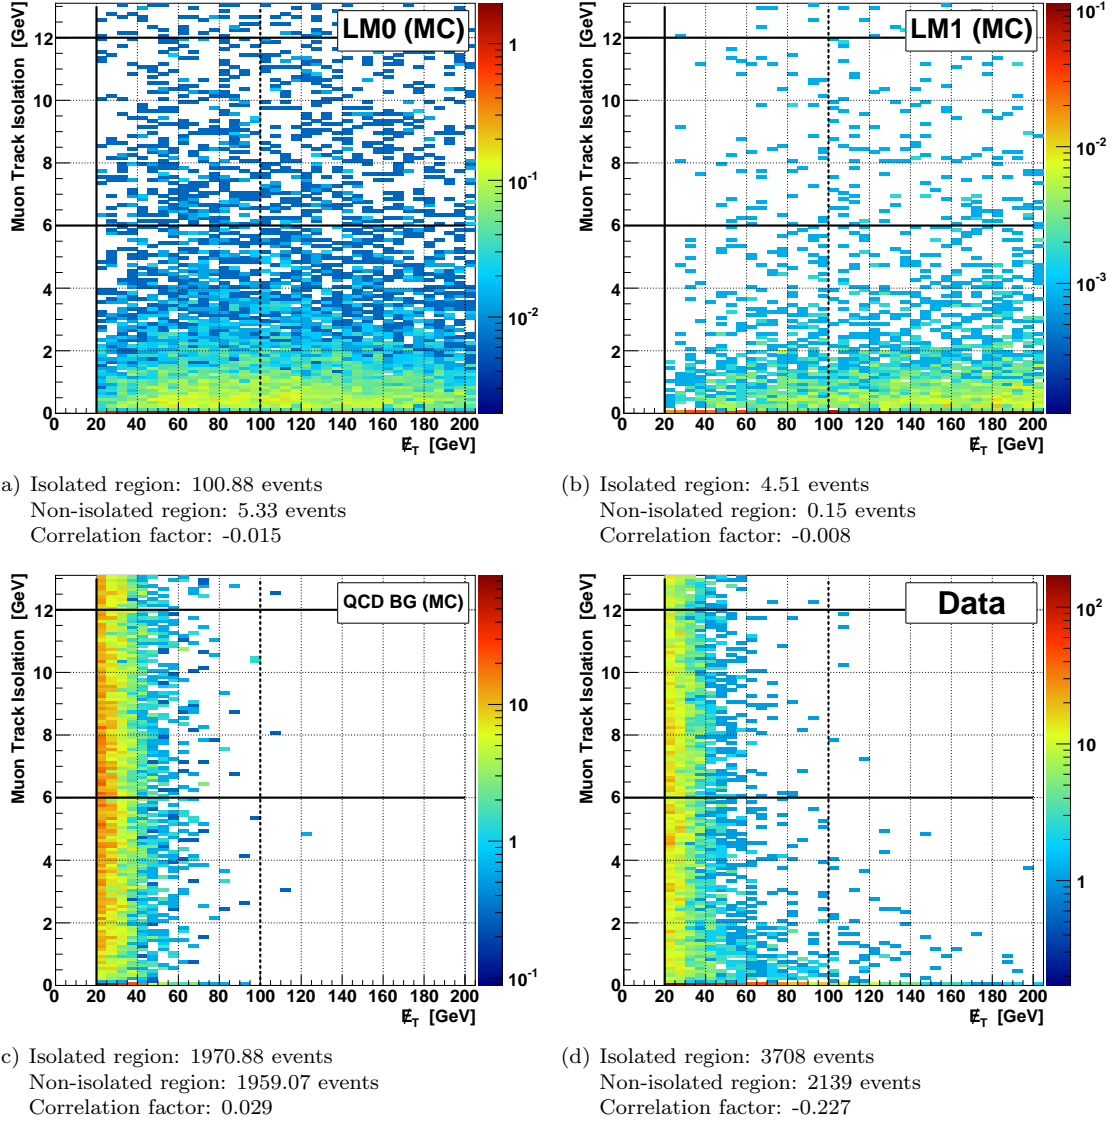 LM0 (MC)
Muon Track Isolation [GeV]
12
10
8
6
4
2
0
0 20 40 60 80 100 120 140 160 180 200
E̸_T [GeV]
1
10^-1
10^-2
LM1 (MC)
Muon Track Isolation [GeV]
12
10
8
6
4
2
0
0 20 40 60 80 100 120 140 160 180 200
E̸_T [GeV]
10^-1
10^-2
10^-3
a) Isolated region: 100.88 events
Non-isolated region: 5.33 events
Correlation factor: -0.015
(b) Isolated region: 4.51 events
Non-isolated region: 0.15 events
Correlation factor: -0.008
QCD BG (MC)
Muon Track Isolation [GeV]
12
10
8
6
4
2
0
0 20 40 60 80 100 120 140 160 180 200
E̸_T [GeV]
10
1
10^-1
Data
Muon Track Isolation [GeV]
12
10
8
6
4
2
0
0 20 40 60 80 100 120 140 160 180 200
E̸_T [GeV]
10^2
10
1
c) Isolated region: 1970.88 events
Non-isolated region: 1959.07 events
Correlation factor: 0.029
(d) Isolated region: 3708 events
Non-isolated region: 2139 events
Correlation factor: -0.227